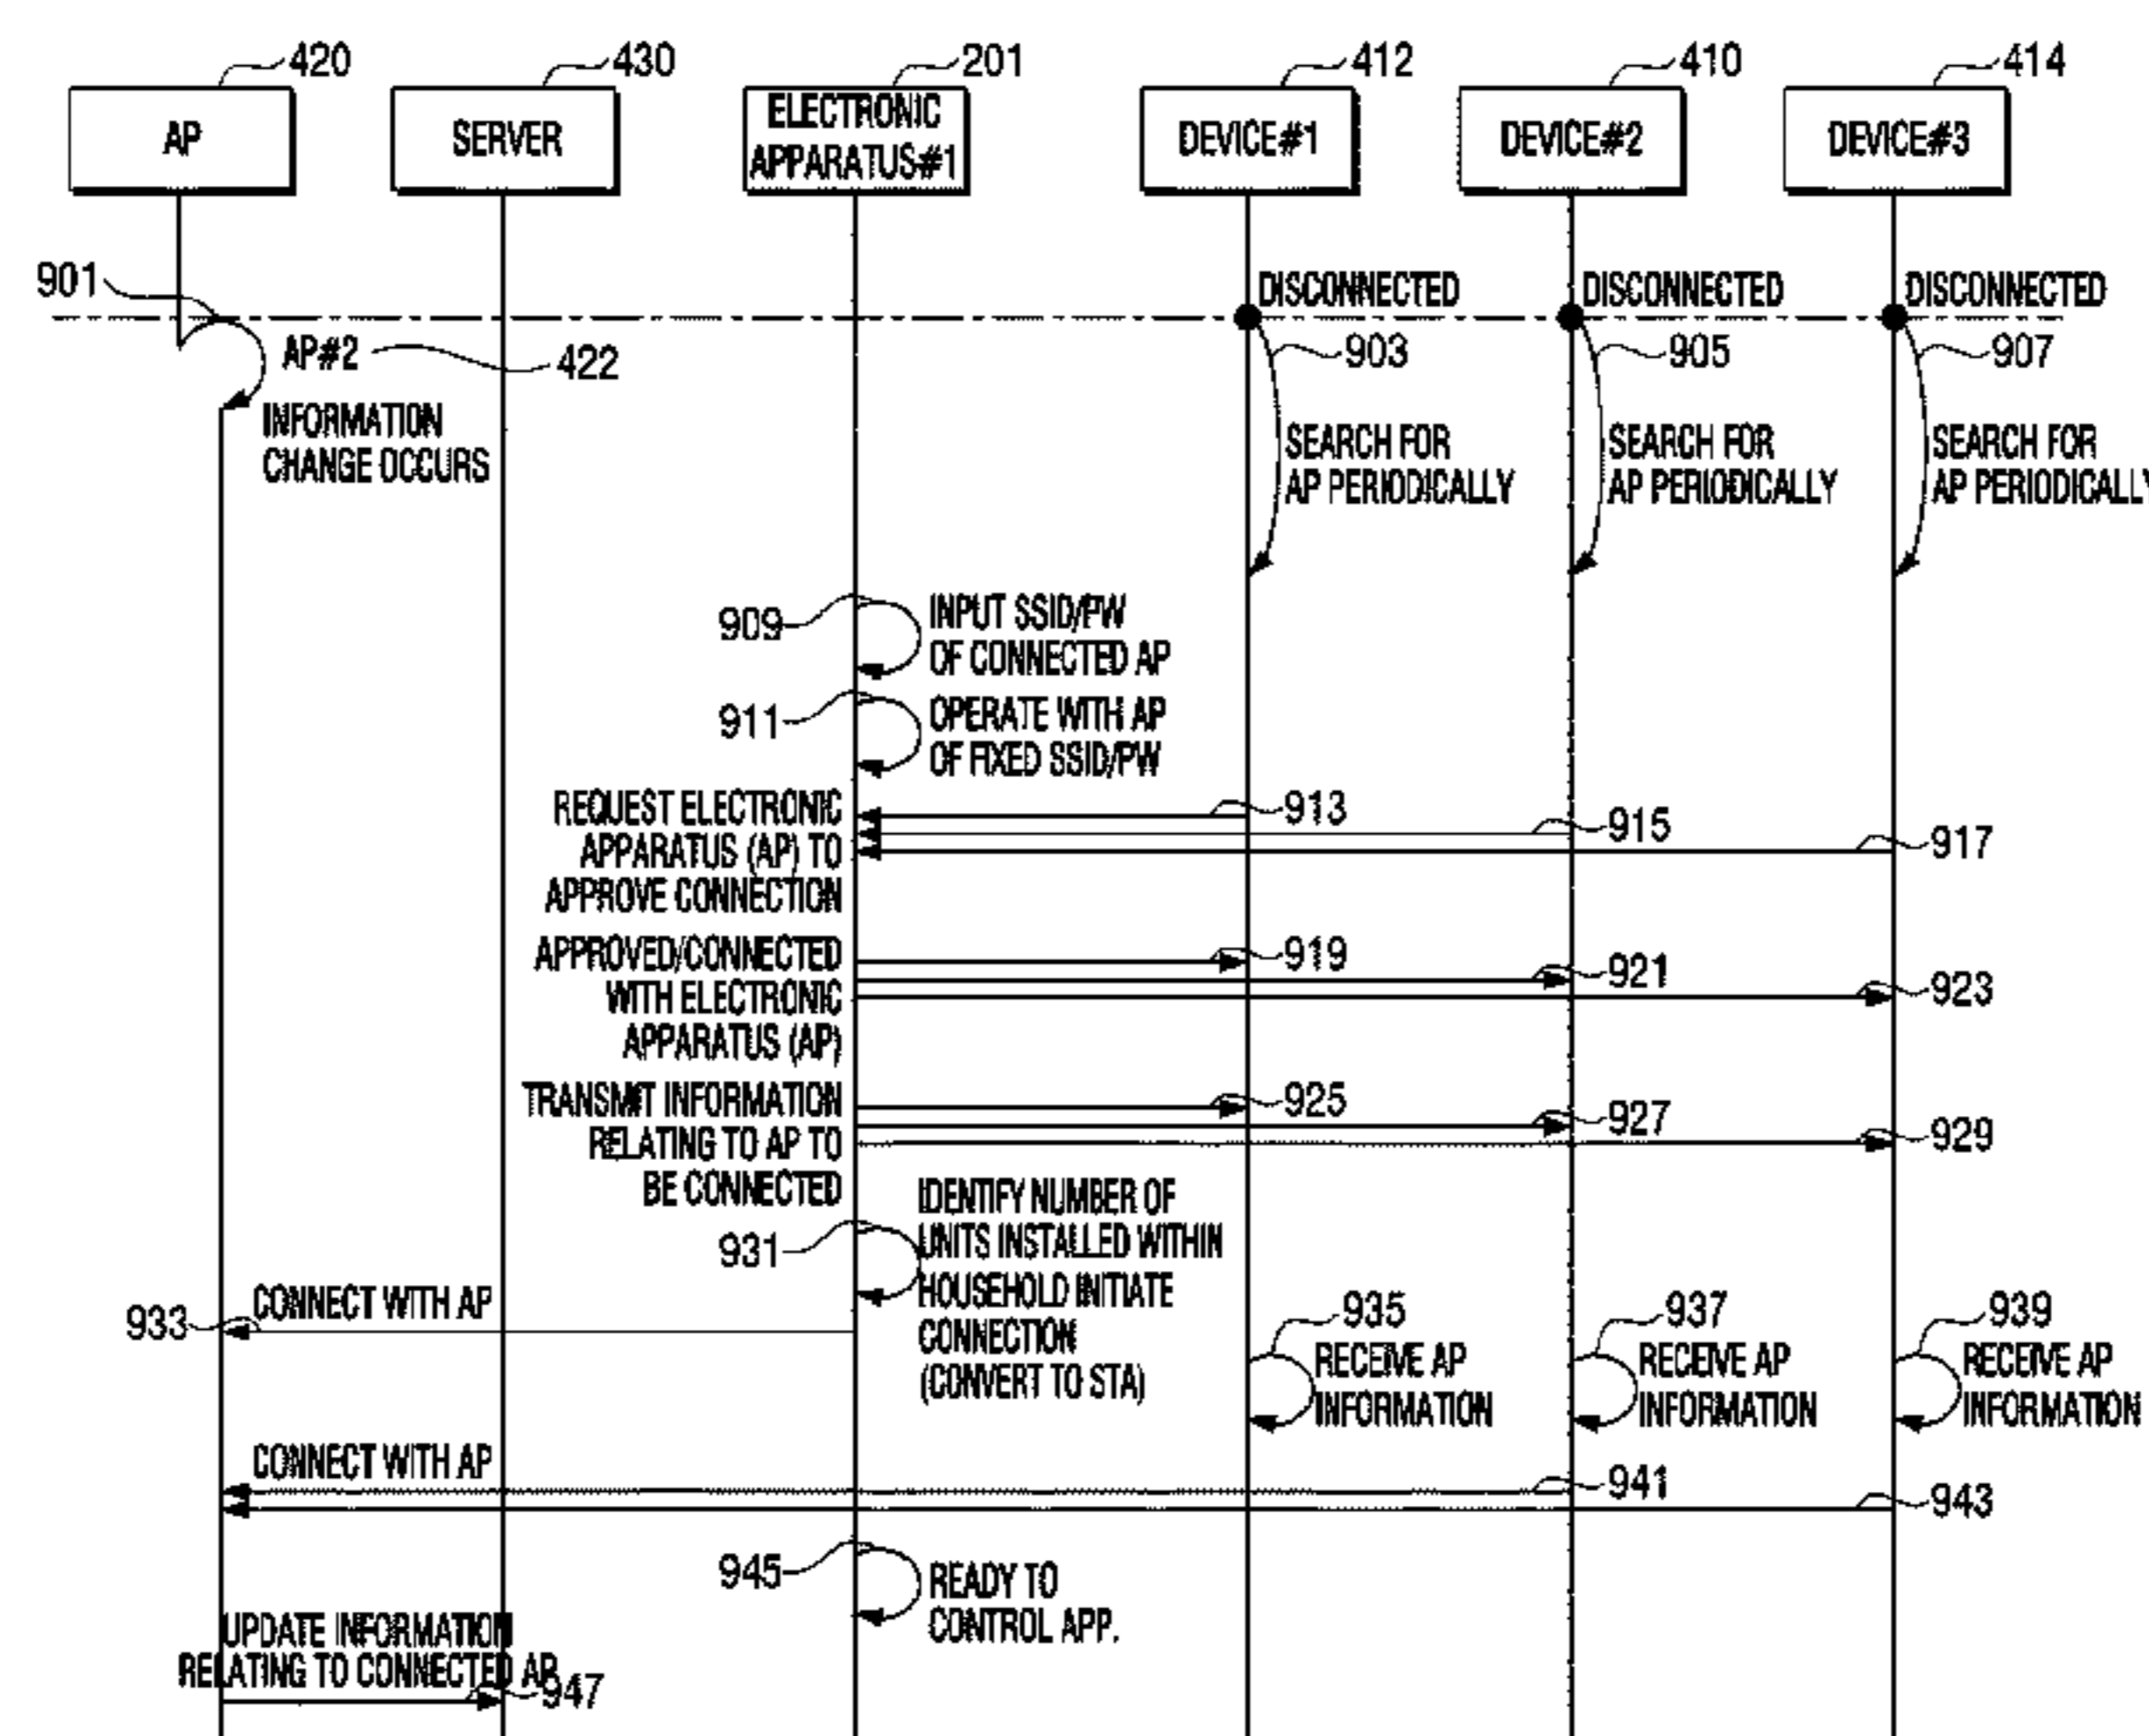 420
430
201
412
410
414
AP
SERVER
ELECTRONIC
APPARATUS#1
DEVICE#1
DEVICE#2
DEVICE#3
901
DISCONNECTED
DISCONNECTED
DISCONNECTED
AP#2
422
903
905
907
INFORMATION
CHANGE OCCURS
SEARCH FOR
AP PERIODICALLY
SEARCH FOR
AP PERIODICALLY
SEARCH FOR
AP PERIODICALLY
909
INPUT SSID/PW
OF CONNECTED AP
911
OPERATE WITH AP
OF FIXED SSID/PW
REQUEST ELECTRONIC
APPARATUS (AP) TO
APPROVE CONNECTION
913
915
917
APPROVED/CONNECTED
WITH ELECTRONIC
APPARATUS (AP)
919
921
923
TRANSMIT INFORMATION
RELATING TO AP TO
BE CONNECTED
925
927
929
931
IDENTIFY NUMBER OF
UNITS INSTALLED WITHIN
HOUSEHOLD INITIATE
CONNECTION
(CONVERT TO STA)
933
CONNECT WITH AP
935
RECEIVE AP
INFORMATION
937
RECEIVE AP
INFORMATION
939
RECEIVE AP
INFORMATION
CONNECT WITH AP
941
943
945
READY TO
CONTROL APP.
UPDATE INFORMATION
RELATING TO CONNECTED AP
947